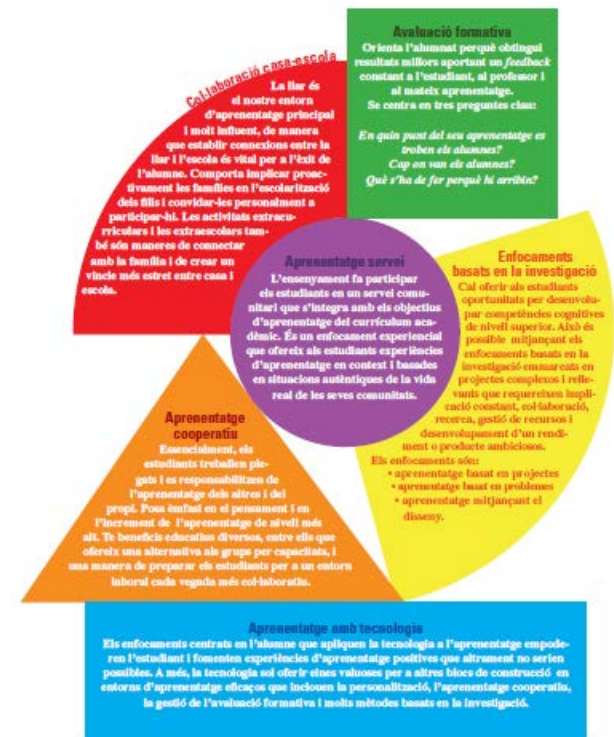 Avaluació formativa
Orienta l'alumnat perquè obtingui
resultats millors aportant un feedback
constant a l'estudiant, al professor i
al mateix aprenentatge.
Se centra en tres preguntes clau:
En quin punt del seu aprenentatge es
troben els alumnes?
Cap on van els alumnes?
Què s'ha de fer perquè hi arribin?
Col·laboració casa-escola
La llar és
el nostre entorn
d'aprenentatge principal
i molt influent, de manera
que establir connexions entre la
llar i l'escola és vital per a l'èxit de
l'alumne. Comporta implicar proac-
tivament les famílies en l'escolarització
dels fills i convidar-les personalment a
participar-hi. Les activitats extracu-
rriculars i les extraescolars tam-
bé són maneres de connectar
amb la família i de crear un
vincle més estret entre casa i
escola.
Aprenentatge servei
L'ensenyament fa participar
els estudiants en un servei comu-
nitari que s'integra amb els objectius
d'aprenentatge del currículum aca-
dèmic. És un enfocament experiencial
que ofereix als estudiants experiències
d'aprenentatge en context i basades
en situacions autèntiques de la vida
real de les seves comunitats.
Enfocaments
basats en la investigació
Cal oferir als estudiants
oportunitats per desenvolu-
par competències cognitives
de nivell superior. Això és
possible mitjançant els
enfocaments basats en la
investigació emmarcats en
projectes complexos i relle-
vants que requereixen impli-
cació constant, col·laboració,
recerca, gestió de recursos i
desenvolupament d'un rendi-
ment o producte ambiciosos.
Els enfocaments són:
• aprenentatge basat en projectes
• aprenentatge basat en problemes
• aprenentatge mitjançant el
disseny.
Aprenentatge
cooperatiu
Essencialment, els
estudiants treballen ple-
gats i es responsabilitzen de
l'aprenentatge dels altres i del
propi. Posa èmfasi en el pensament i en
l'increment de l'aprenentatge de nivell més
alt. Te beneficis educatius diversos, entre ells que
ofereix una alternativa als grups per capacitats, i
una manera de preparar els estudiants per a un entorn
laboral cada vegada més col·laboratiu.
Aprenentatge amb tecnologia
Els enfocaments centrats en l'alumne que apliquen la tecnologia a l'aprenentatge empode-
ren l'estudiant i fomenten experiències d'aprenentatge positives que altrament no serien
possibles. A més, la tecnologia sol oferir eines valuoses per a altres blocs de construcció en
entorns d'aprenentatge eficaços que inclouen la personalització, l'aprenentatge cooperatiu,
la gestió de l'avaluació formativa i molts mètodes basats en la investigació.